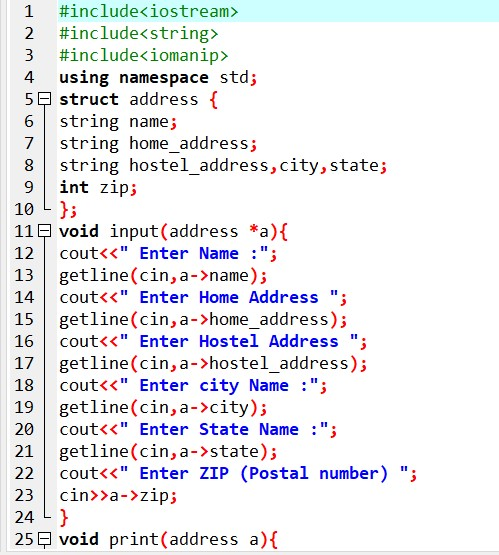 1 #include<iostream>
2 #include<string>
3 #include<iomanip>
4 using namespace std;
5 struct address {
6 string name;
7 string home_address;
8 string hostel_address,city,state;
9 int zip;
10 };
11 void input(address *a){
12 cout<<" Enter Name :";
13 getline(cin,a->name);
14 cout<<" Enter Home Address ";
15 getline(cin,a->home_address);
16 cout<<" Enter Hostel Address ";
17 getline(cin,a->hostel_address);
18 cout<<" Enter city Name :";
19 getline(cin,a->city);
20 cout<<" Enter State Name :";
21 getline(cin,a->state);
22 cout<<" Enter ZIP (Postal number) ";
23 cin>>a->zip;
24 }
25 void print(address a){